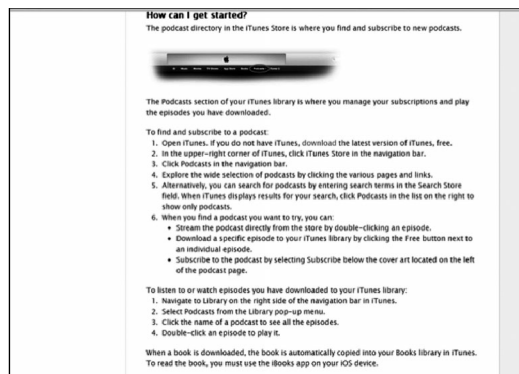 How can I get started?
The podcast directory in the iTunes Store is where you find and subscribe to new podcasts.
The Podcasts section of your iTunes library is where you manage your subscriptions and play
the episodes you have downloaded.
To find and subscribe to a podcast:
1. Open iTunes. If you do not have iTunes, download the latest version of iTunes, free.
2. In the upper-right corner of iTunes, click iTunes Store in the navigation bar.
3. Click Podcasts in the navigation bar.
4. Explore the wide selection of podcasts by clicking the various pages and links.
5. Alternatively, you can search for podcasts by entering search terms in the Search Store
field. When iTunes displays results for your search, click Podcasts in the list on the right to
show only podcasts.
6. When you find a podcast you want to try, you can:
• Stream the podcast directly from the store by double-clicking an episode.
• Download a specific episode to your iTunes library by clicking the Free button next to
an individual episode.
• Subscribe to the podcast by selecting Subscribe below the cover art located on the left
of the podcast page.
To listen to or watch episodes you have downloaded to your iTunes library:
1. Navigate to Library on the right side of the navigation bar in iTunes.
2. Select Podcasts from the Library pop-up menu.
3. Click the name of a podcast to see all the episodes.
4. Double-click an episode to play it.
When a book is downloaded, the book is automatically copied into your Books library in iTunes.
To read the book, you must use the iBooks app on your iOS device.